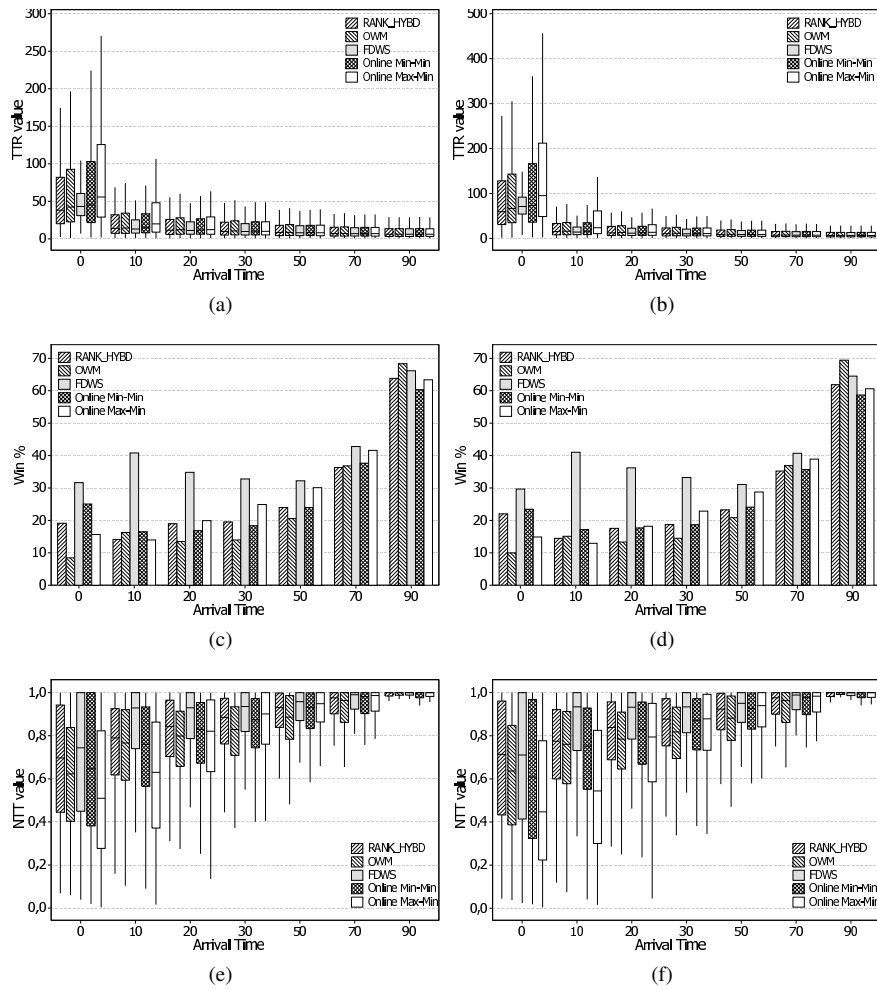 300
250
200
150
100
50
0
TTR value
RANK_HYBD
OWM
FDWS
Online Min-Min
Online Max-Min
0 10 20 30 50 70 90
Arrival Time
(a)
500
400
300
200
100
0
TTR value
RANK_HYBD
OWM
FDWS
Online Min-Min
Online Max-Min
0 10 20 30 50 70 90
Arrival Time
(b)
70
60
50
40
30
20
10
0
Win %
RANK_HYBD
OWM
FDWS
Online Min-Min
Online Max-Min
0 10 20 30 50 70 90
Arrival Time
(c)
70
60
50
40
30
20
10
0
Win %
RANK_HYBD
OWM
FDWS
Online Min-Min
Online Max-Min
0 10 20 30 50 70 90
Arrival Time
(d)
1,0
0,8
0,6
0,4
0,2
0,0
NTT value
RANK_HYBD
OWM
FDWS
Online Min-Min
Online Max-Min
0 10 20 30 50 70 90
Arrival Time
(e)
1,0
0,8
0,6
0,4
0,2
0,0
NTT value
RANK_HYBD
OWM
FDWS
Online Min-Min
Online Max-Min
0 10 20 30 50 70 90
Arrival Time
(f)